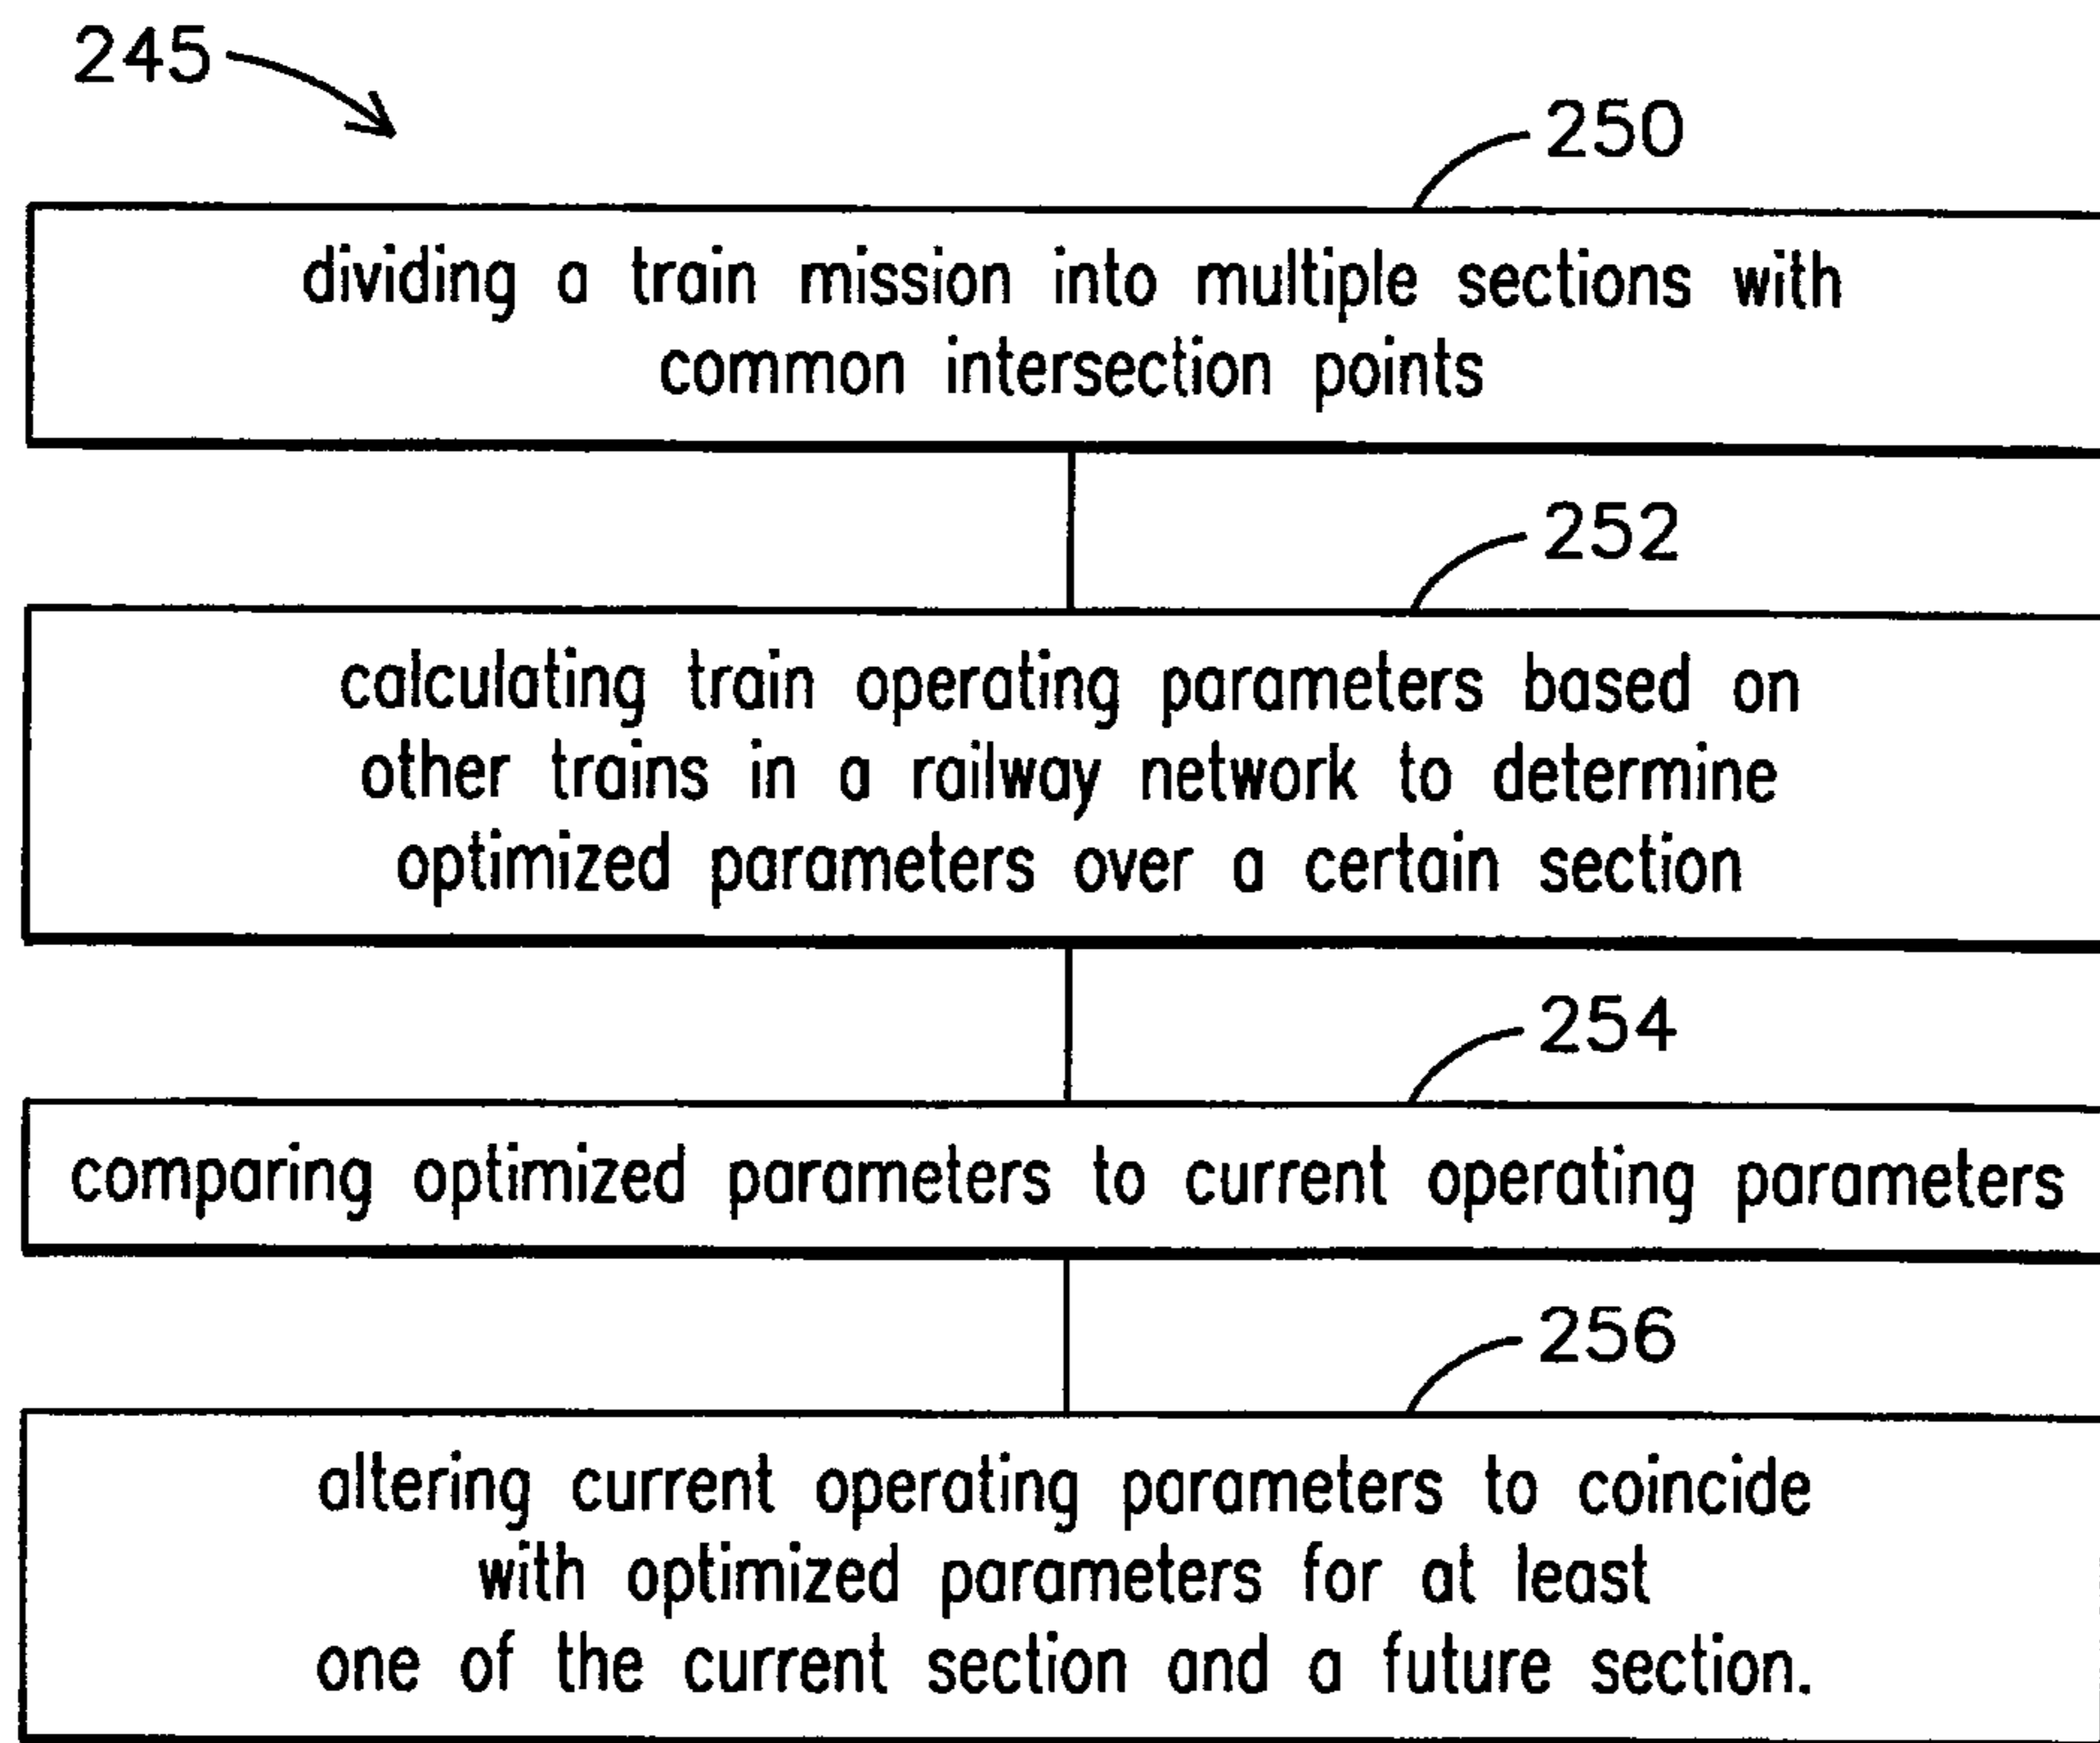 245
250
dividing a train mission into multiple sections with
common intersection points
252
calculating train operating parameters based on
other trains in a railway network to determine
optimized parameters over a certain section
254
comparing optimized parameters to current operating parameters
256
altering current operating parameters to coincide
with optimized parameters for at least
one of the current section and a future section.